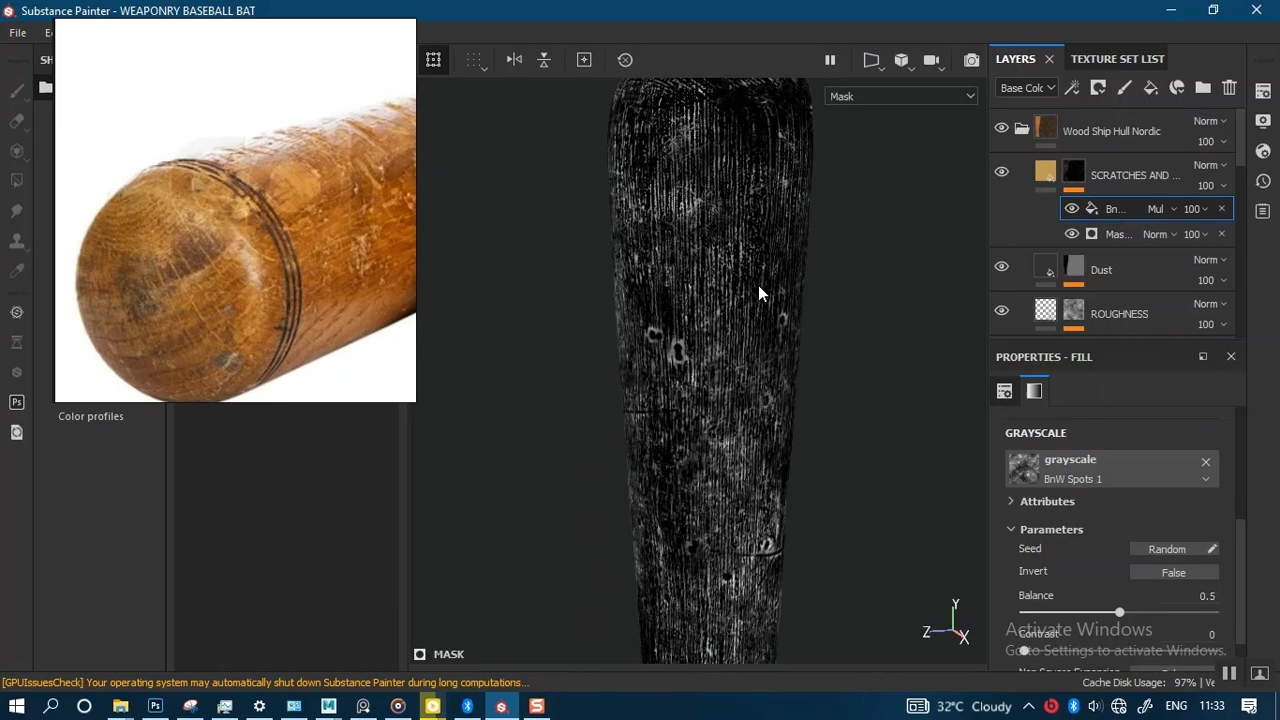 Substance Painter - WEAPONRY BASEBALL BAT
File
LAYERS
TEXTURE SET LIST
Mask
Norm
Wood Ship Hull Nordic
100
Norm
SCRATCHES AND ...
100
Bn...
Mul
100
Mas...
Norm
100
Norm
Dust
100
Norm
ROUGHNESS
100
PROPERTIES - FILL
Color profiles
GRAYSCALE
grayscale
BnW Spots 1
Attributes
Parameters
Seed
Random
Invert
False
Balance
0.5
Contrast
0
Activate Windows
Go to Settings to activate Windows.
Y
Z
X
MASK
[GPUIssuesCheck] Your operating system may automatically shut down Substance Painter during long computations...
Cache Disk Usage: 97%
Ps
32°C Cloudy
ENG
11:33